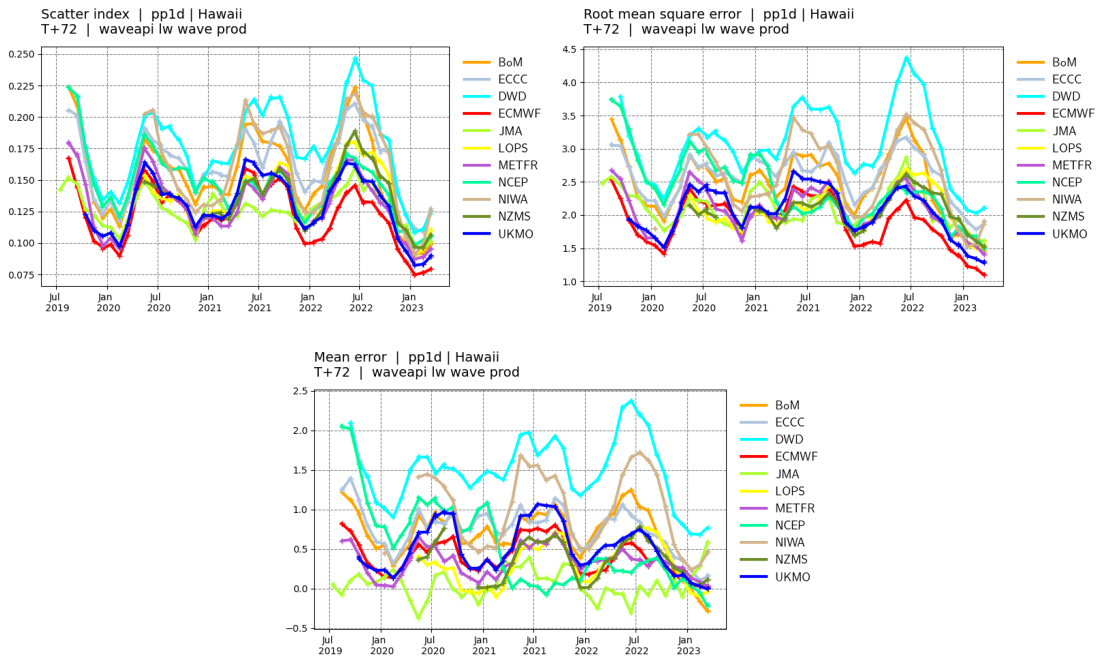 Scatter index | pp1d | Hawaii
T+72 | waveapi lw wave prod
0.250
0.225
0.200
0.175
0.150
0.125
0.100
0.075
Jul Jan Jul Jan Jul Jan Jul Jan
2019 2020 2020 2021 2021 2022 2022 2023
BoM
ECCC
DWD
ECMWF
JMA
LOPS
METFR
NCEP
NIWA
NZMS
UKMO
Root mean square error | pp1d | Hawaii
T+72 | waveapi lw wave prod
4.5
4.0
3.5
3.0
2.5
2.0
1.5
1.0
Jul Jan Jul Jan Jul Jan Jul Jan
2019 2020 2020 2021 2021 2022 2022 2023
BoM
ECCC
DWD
ECMWF
JMA
LOPS
METFR
NCEP
NIWA
NZMS
UKMO
Mean error | pp1d | Hawaii
T+72 | waveapi lw wave prod
2.5
2.0
1.5
1.0
0.5
0.0
−0.5
Jul Jan Jul Jan Jul Jan Jul Jan
2019 2020 2020 2021 2021 2022 2022 2023
BoM
ECCC
DWD
ECMWF
JMA
LOPS
METFR
NCEP
NIWA
NZMS
UKMO